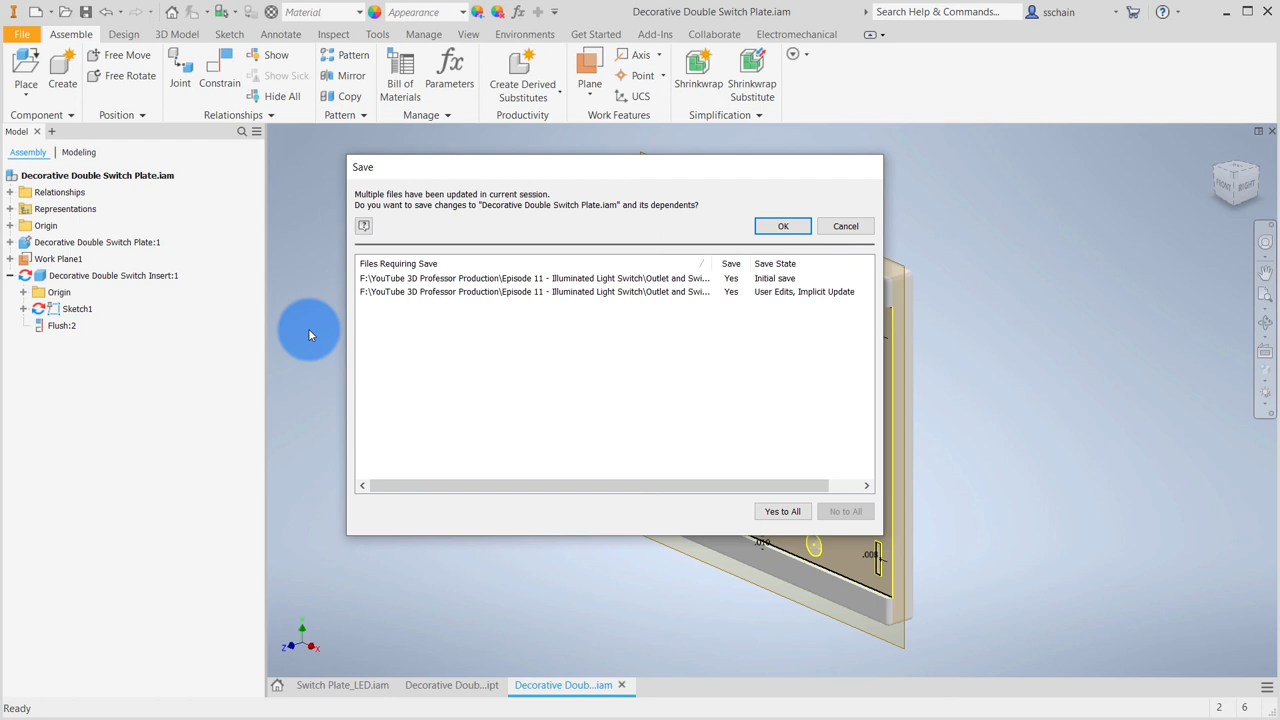 Material
Appearance
Decorative Double Switch Plate.iam
Search Help & Commands...
sschain
File
Assemble
Design
3D Model
Sketch
Annotate
Inspect
Tools
Manage
View
Environments
Get Started
Add-Ins
Collaborate
Electromechanical
Place
Create
Free Move
Free Rotate
Joint
Constrain
Show
Show Sick
Hide All
Pattern
Mirror
Copy
Bill of
Materials
Parameters
Create Derived
Substitutes
Plane
Axis
Point
UCS
Shrinkwrap
Shrinkwrap
Substitute
Component
Position
Relationships
Pattern
Manage
Productivity
Work Features
Simplification
Model
Assembly
Modeling
Decorative Double Switch Plate.iam
Relationships
Representations
Origin
Decorative Double Switch Plate:1
Work Plane1
Decorative Double Switch Insert:1
Origin
Sketch1
Flush:2
Save
Multiple files have been updated in current session.
Do you want to save changes to "Decorative Double Switch Plate.iam" and its dependents?
OK
Cancel
Files Requiring Save
Save
Save State
F:\YouTube 3D Professor Production\Episode 11 - Illuminated Light Switch\Outlet and Swi...
Yes
Initial save
F:\YouTube 3D Professor Production\Episode 11 - Illuminated Light Switch\Outlet and Swi...
Yes
User Edits, Implicit Update
Yes to All
No to All
FRONT
RIGHT
.010
.008
Z
X
Switch Plate_LED.iam
Decorative Doub...ipt
Decorative Doub...iam
Ready
2
6